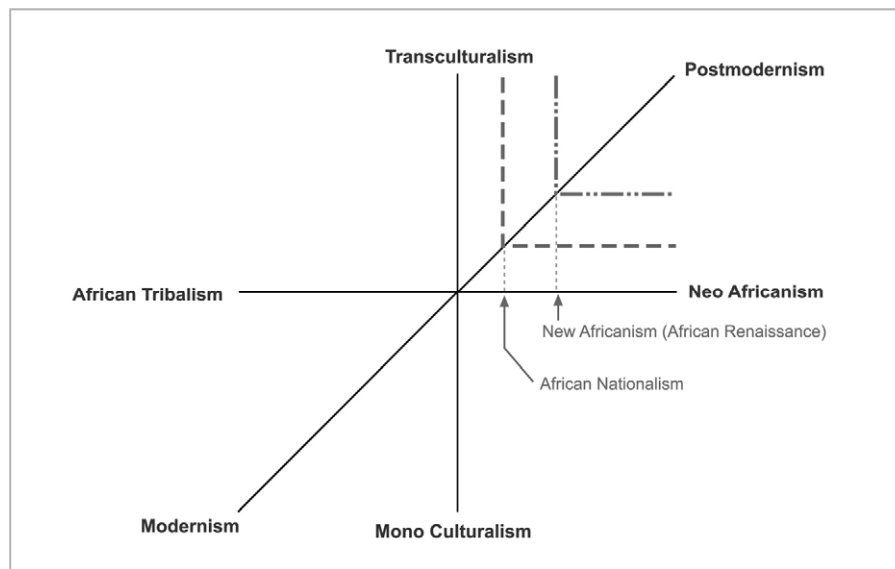 Transculturalism
Postmodernism
African Tribalism
Neo Africanism
New Africanism (African Renaissance)
African Nationalism
Modernism
Mono Culturalism